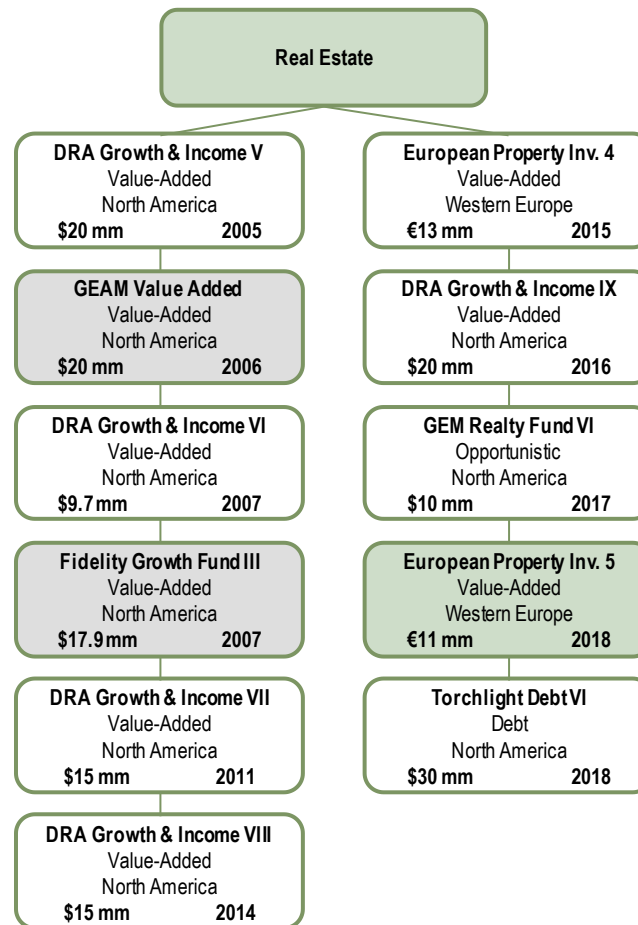 Real Estate
DRA Growth & Income V
Value-Added
North America
$20 mm 2005
GEAM Value Added
Value-Added
North America
$20 mm 2006
DRA Growth & Income VI
Value-Added
North America
$9.7 mm 2007
Fidelity Growth Fund III
Value-Added
North America
$17.9 mm 2007
DRA Growth & Income VII
Value-Added
North America
$15 mm 2011
DRA Growth & Income VIII
Value-Added
North America
$15 mm 2014
European Property Inv. 4
Value-Added
Western Europe
€13 mm 2015
DRA Growth & Income IX
Value-Added
North America
$20 mm 2016
GEM Realty Fund VI
Opportunistic
North America
$10 mm 2017
European Property Inv. 5
Value-Added
Western Europe
€11 mm 2018
Torchlight Debt VI
Debt
North America
$30 mm 2018